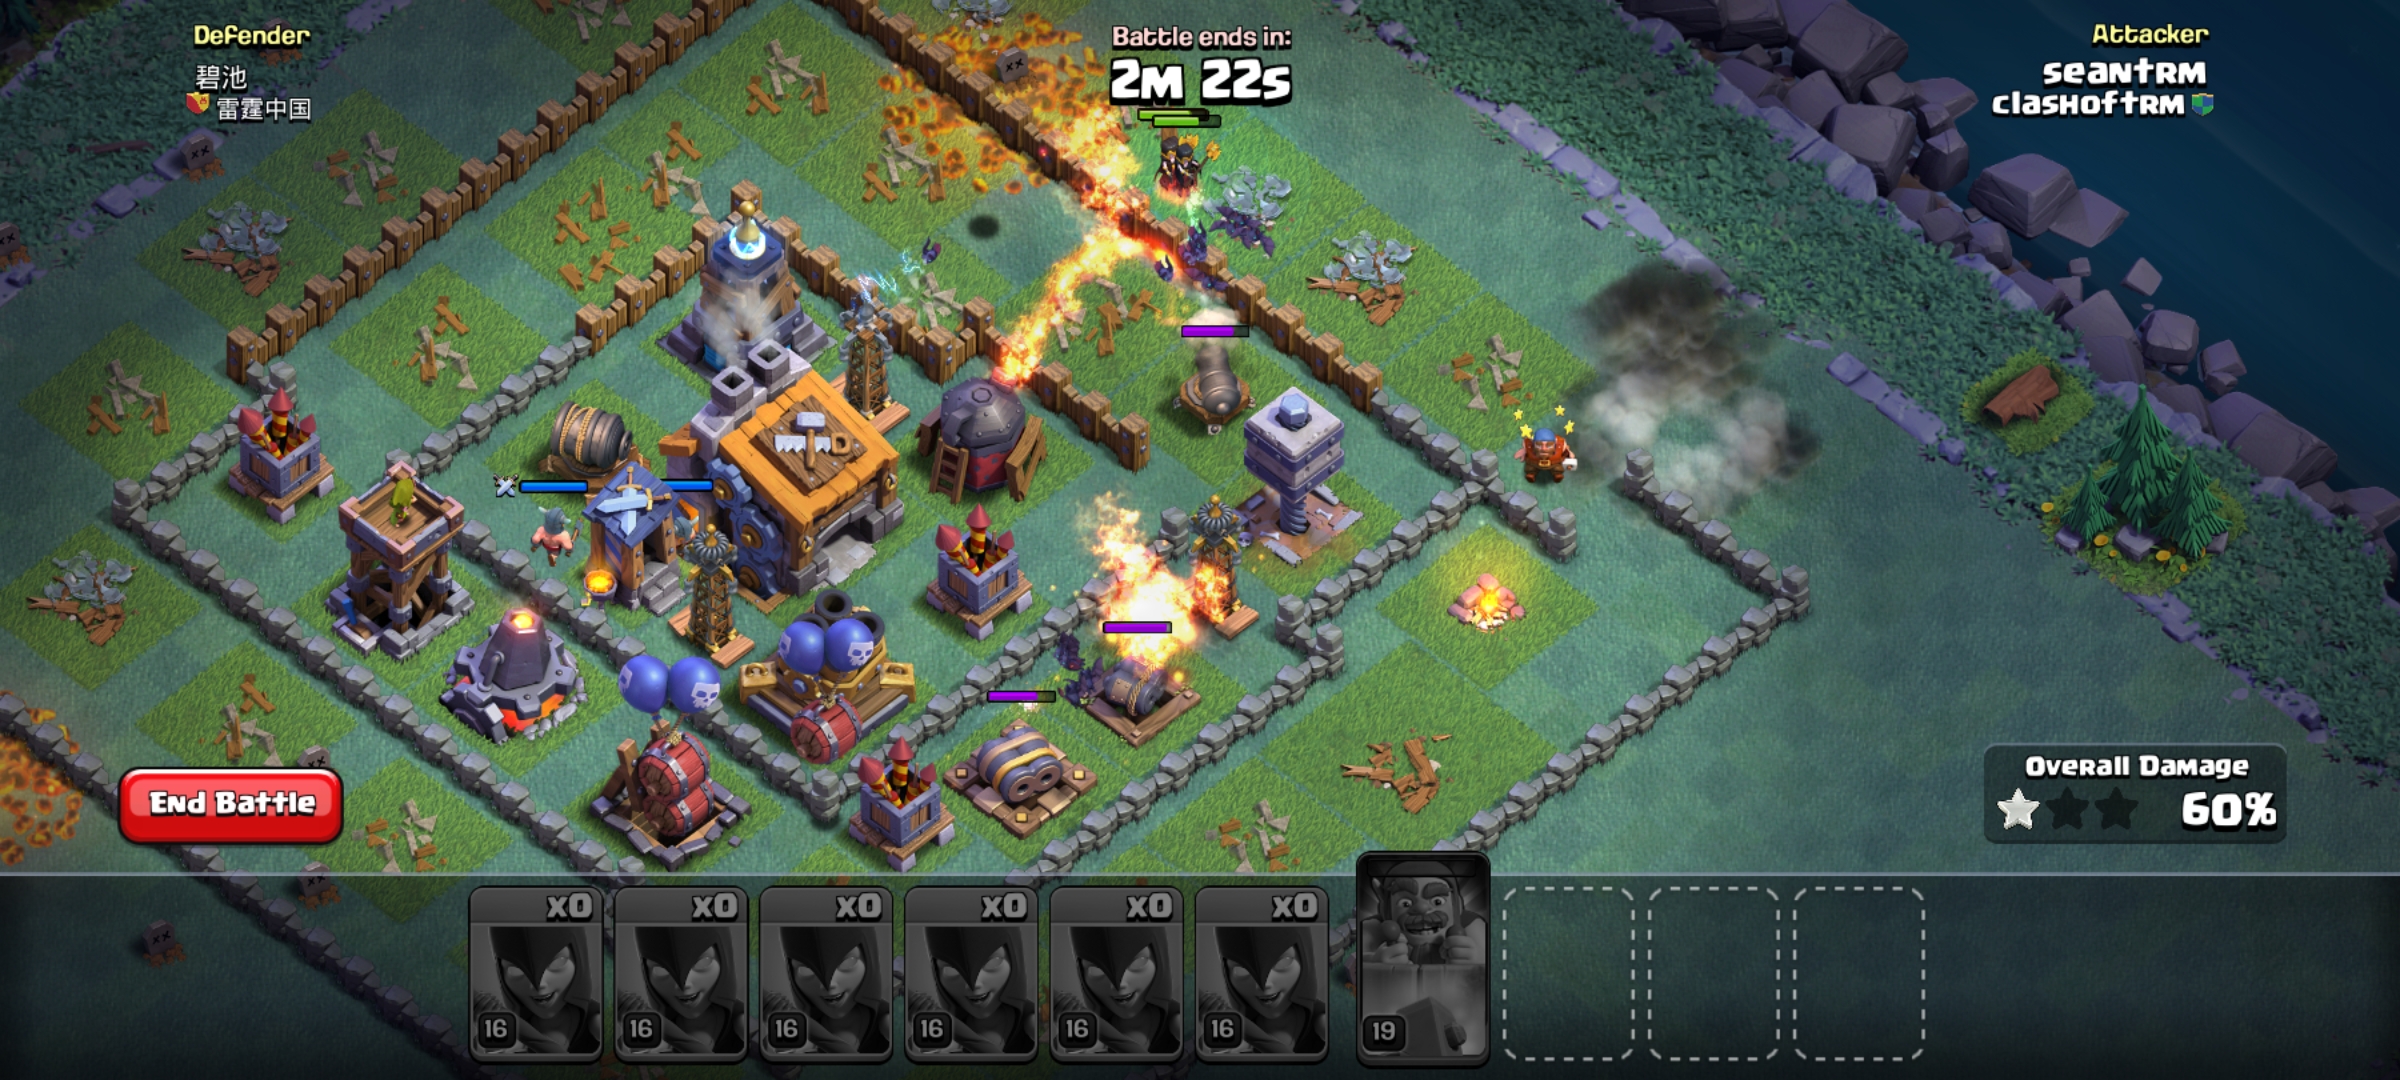 Defender
碧池
雷霆中国
Battle ends in:
2M 22s
Attacker
seantRM
clashoftRM
End Battle
Overall Damage
60%
x0
x0
x0
x0
x0
x0
16
16
16
16
16
16
19